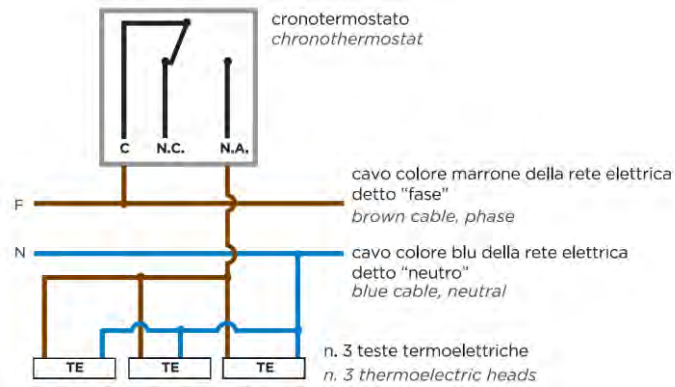 cronotermostato
chronothermostat
C N.C. N.A.
cavo colore marrone della rete elettrica
detto "fase"
F
brown cable, phase
N
cavo colore blu della rete elettrica
detto "neutro"
blue cable, neutral
n. 3 teste termoelettriche
TE TE TE
n. 3 thermoelectric heads